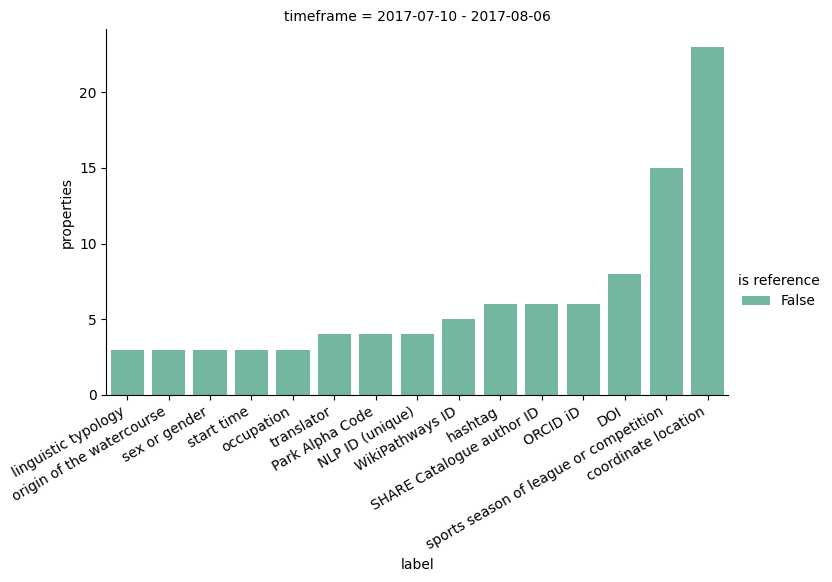 timeframe = 2017-07-10 - 2017-08-06
properties
20
15
10
5
0
linguistic typology
origin of the watercourse
sex or gender
start time
occupation
translator
Park Alpha Code
NLP ID (unique)
WikiPathways ID
hashtag
SHARE Catalogue author ID
ORCID iD
DOI
sports season of league or competition
coordinate location
label
is reference
False